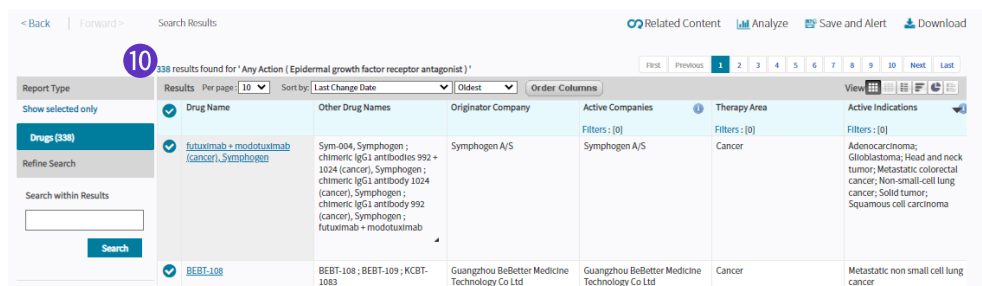 < Back | Forward > Search Results Related Content Analyze Save and Alert Download
10
338 results found for ' Any Action ( Epidermal growth factor receptor antagonist ) ' First Previous 1 2 3 4 5 6 7 8 9 10 Next Last
Report Type Results Per page: 10 Sort by: Last Change Date Oldest Order Columns View
Show selected only Drug Name Other Drug Names Originator Company Active Companies Therapy Area Active Indications
Filters : [0] Filters : [0] Filters : [0]
Drugs (338)
Refine Search
Search within Results
Search
futuximab + modotuximab
(cancer), Symphogen
Sym-004, Symphogen ;
chimeric IgG1 antibodies 992 +
1024 (cancer), Symphogen ;
chimeric IgG1 antibody 1024
(cancer), Symphogen ;
chimeric IgG1 antibody 992
(cancer), Symphogen ;
futuximab + modotuximab
Symphogen A/S
Symphogen A/S
Cancer
Adenocarcinoma;
Glioblastoma; Head and neck
tumor; Metastatic colorectal
cancer; Non-small-cell lung
cancer; Solid tumor;
Squamous cell carcinoma
BEBT-108
BEBT-108 ; BEBT-109 ; KCBT-
1083
Guangzhou BeBetter Medicine
Technology Co Ltd
Guangzhou BeBetter Medicine
Technology Co Ltd
Cancer
Metastatic non small cell lung
cancer